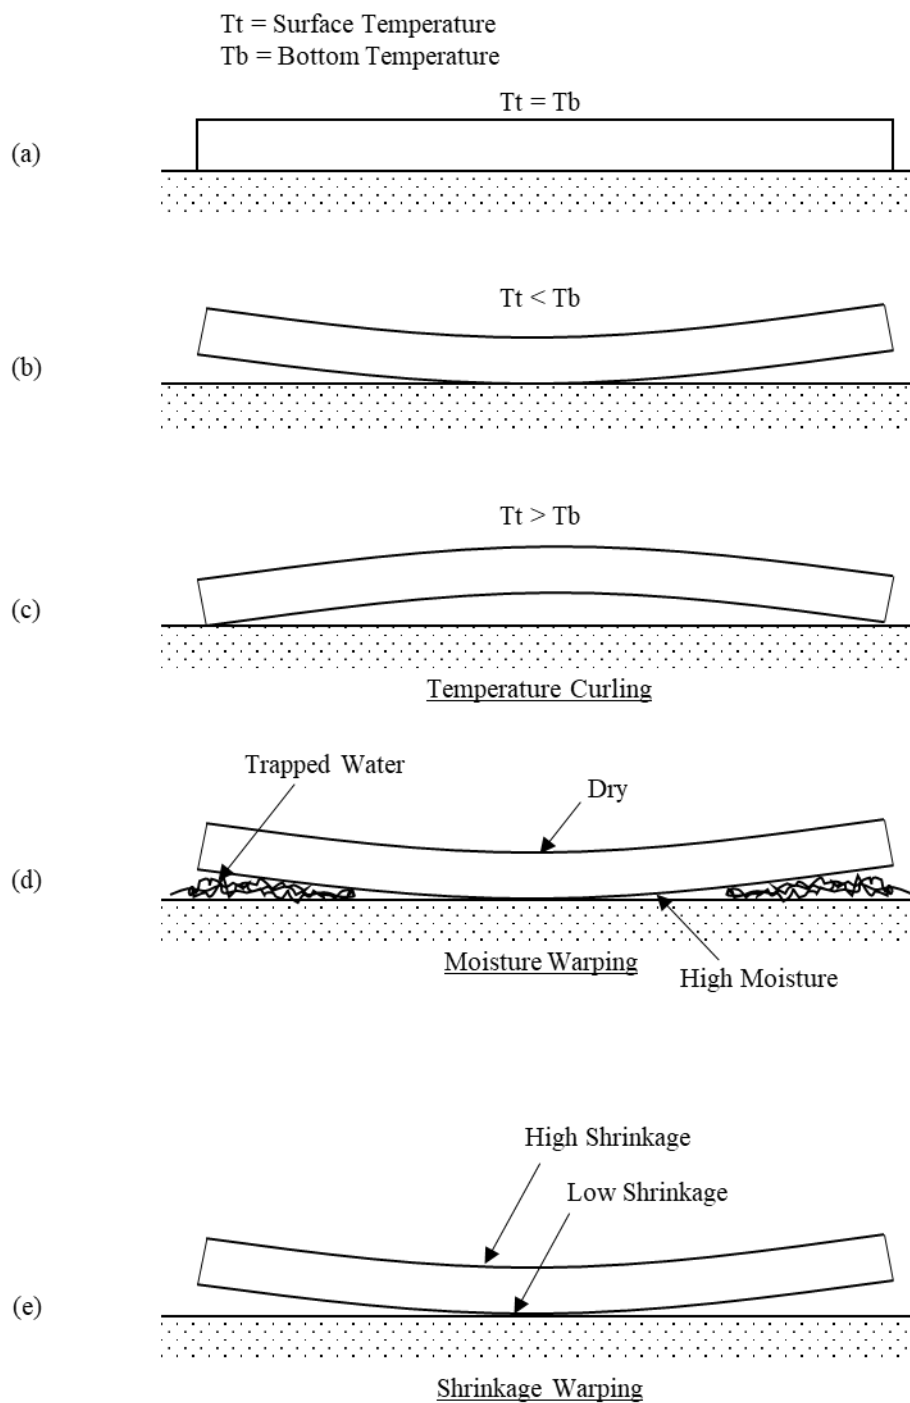 Tt = Surface Temperature
Tb = Bottom Temperature
Tt = Tb
(a)
Tt < Tb
(b)
Tt > Tb
(c)
Temperature Curling
Trapped Water
Dry
(d)
Moisture Warping
High Moisture
High Shrinkage
Low Shrinkage
(e)
Shrinkage Warping